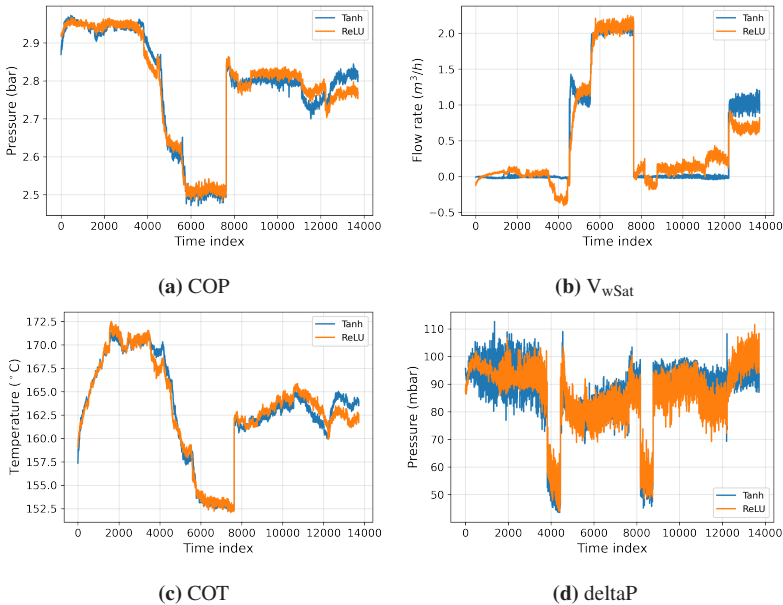 2.9
2.8
2.7
2.6
2.5
Pressure (bar)
Tanh
ReLU
0 2000 4000 6000 8000 10000 12000 14000
Time index
(a) COP
2.0
1.5
1.0
0.5
0.0
−0.5
Flow rate (m³/h)
Tanh
ReLU
0 2000 4000 6000 8000 10000 12000 14000
Time index
(b) V_wSat
172.5
170.0
167.5
165.0
162.5
160.0
157.5
155.0
152.5
Temperature (°C)
Tanh
ReLU
0 2000 4000 6000 8000 10000 12000 14000
Time index
(c) COT
110
100
90
80
70
60
50
Pressure (mbar)
Tanh
ReLU
0 2000 4000 6000 8000 10000 12000 14000
Time index
(d) deltaP